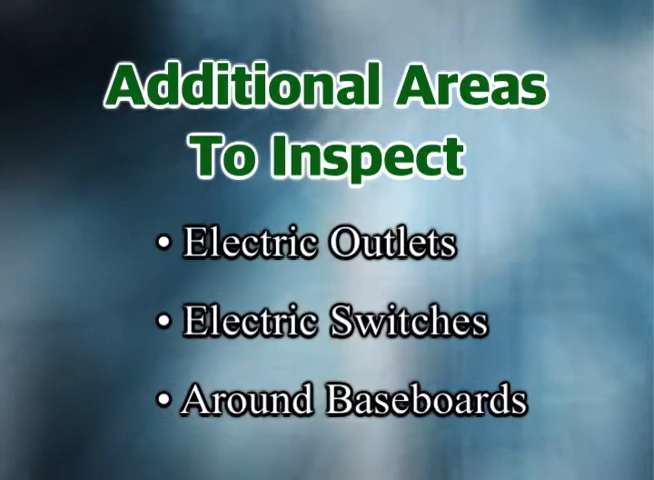 Additional Areas
To Inspect
• Electric Outlets
• Electric Switches
• Around Baseboards